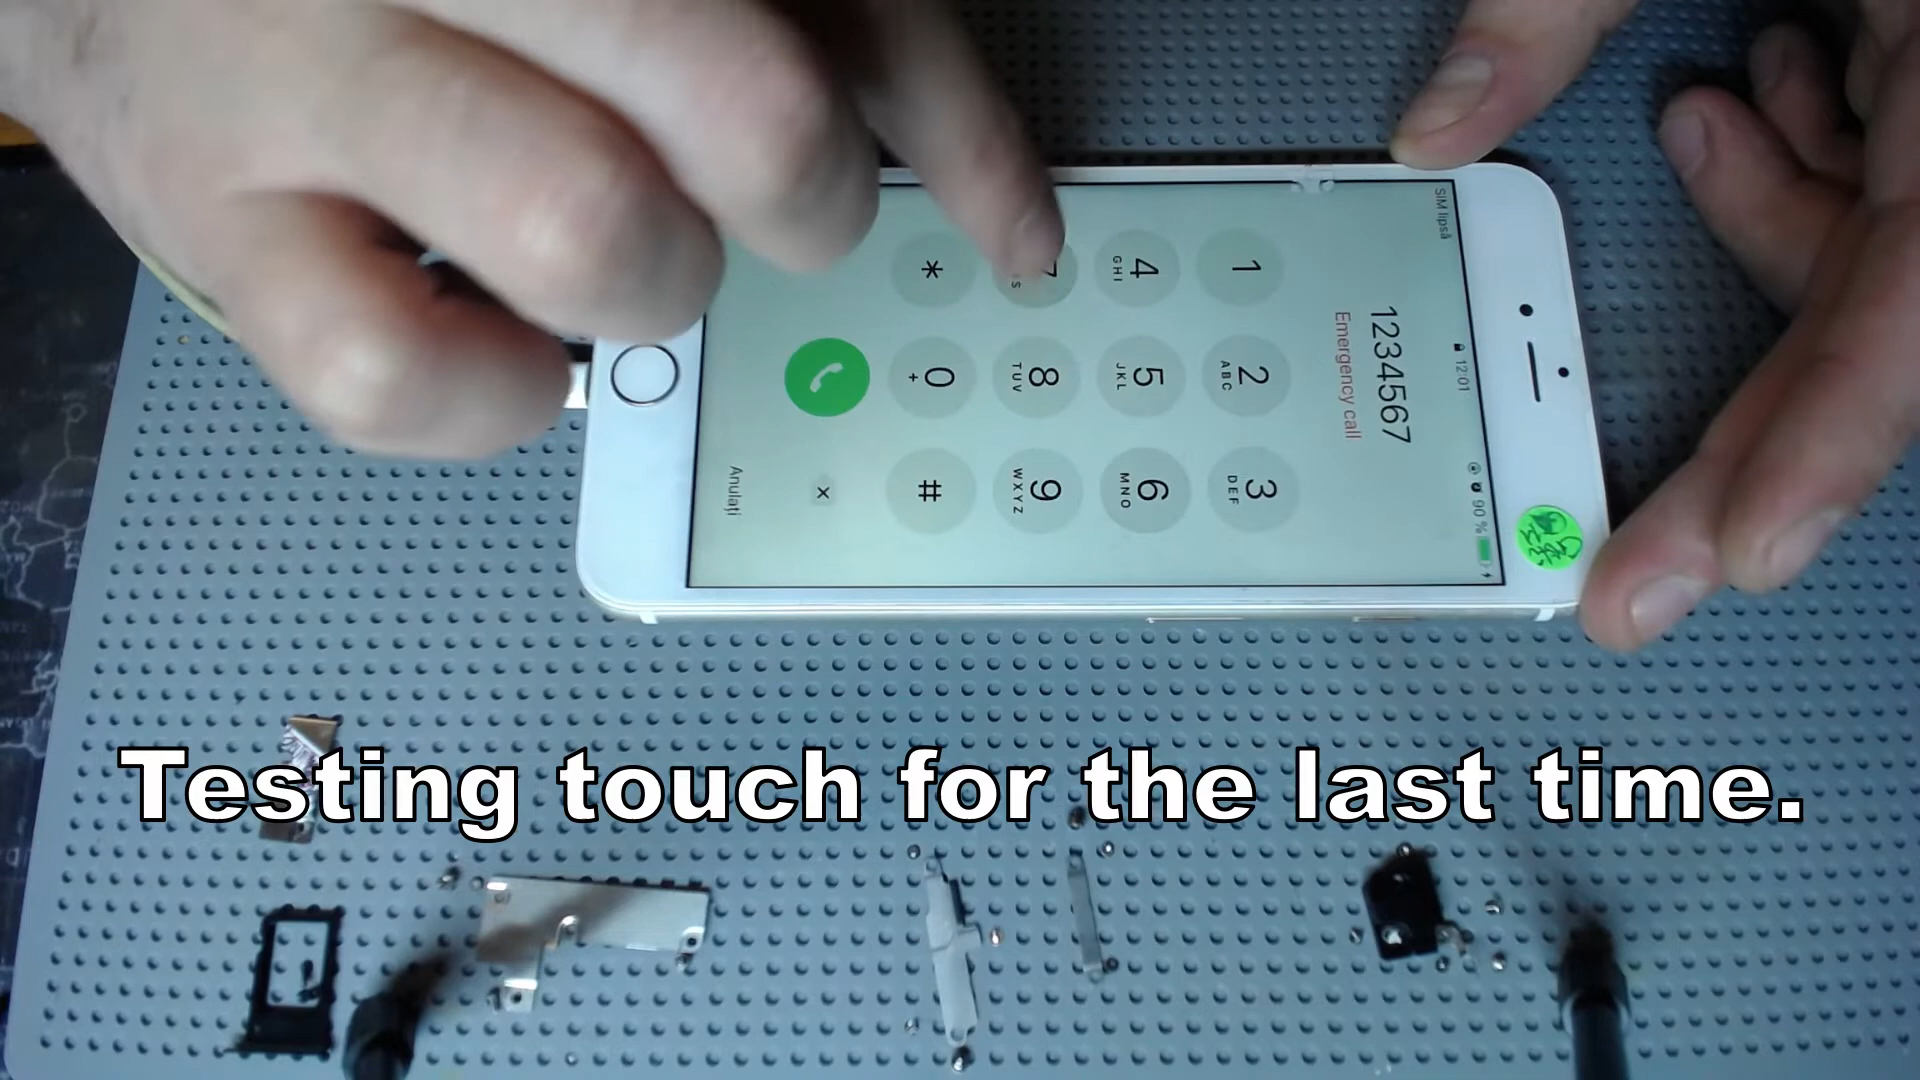 SIM lipsă
12:01
90 %
1234567
Emergency call
1
2
ABC
3
DEF
4
GHI
5
JKL
6
MNO
7
S
8
TUV
9
WXYZ
*
0
+
#
×
Anulați
Testing touch for the last time.